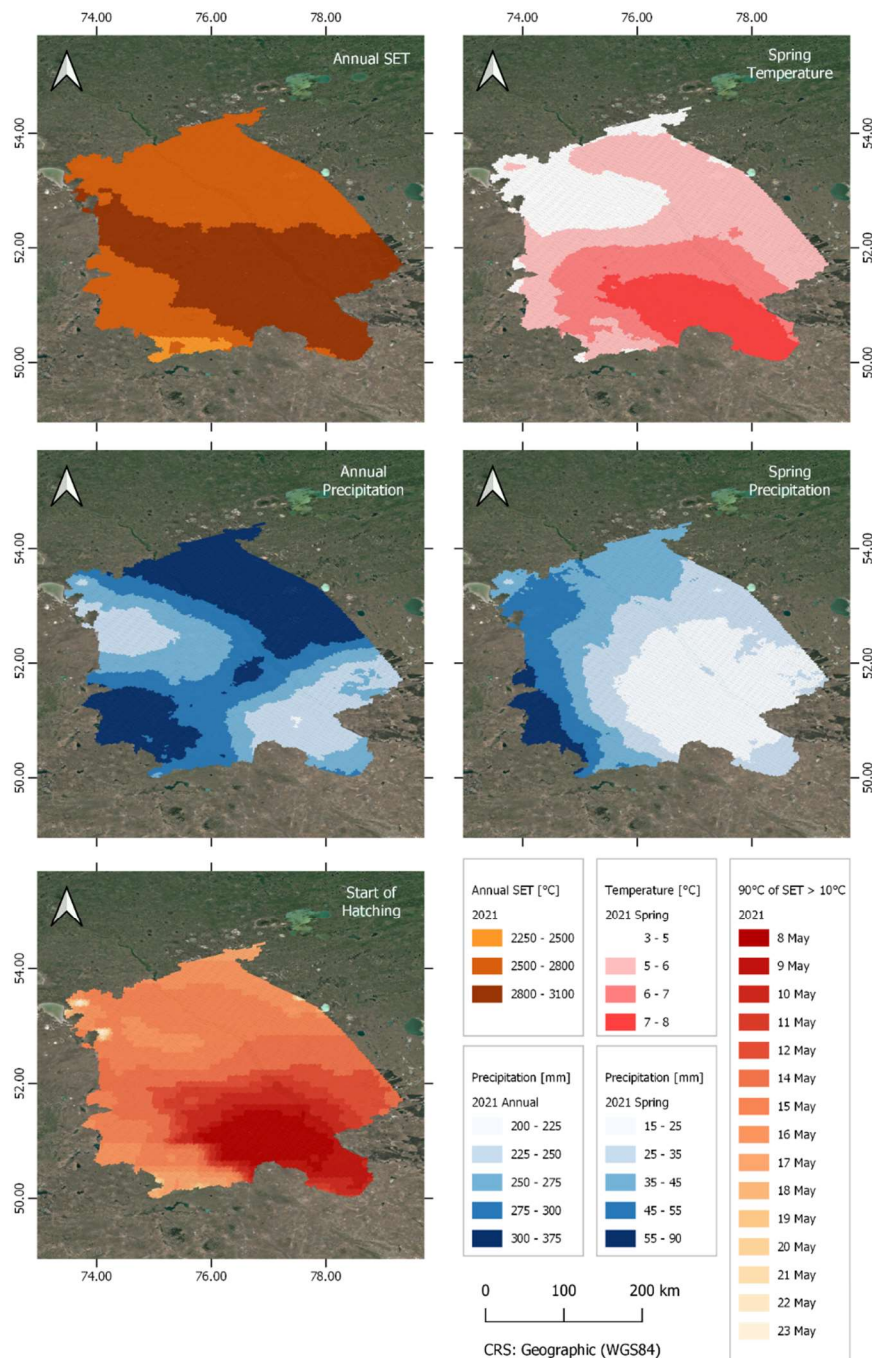 74.00 76.00 78.00 74.00 76.00 78.00
Annual SET
Spring
Temperature
54.00
52.00
50.00
54.00
52.00
50.00
Annual
Precipitation
Spring
Precipitation
54.00
52.00
50.00
54.00
52.00
50.00
Start of
Hatching
54.00
52.00
50.00
74.00 76.00 78.00
Annual SET [°C]
2021
2250 - 2500
2500 - 2800
2800 - 3100
Temperature [°C]
2021 Spring
3 - 5
5 - 6
6 - 7
7 - 8
90°C of SET > 10°C
2021
8 May
9 May
10 May
11 May
12 May
14 May
15 May
16 May
17 May
18 May
19 May
20 May
21 May
22 May
23 May
Precipitation [mm]
2021 Annual
200 - 225
225 - 250
250 - 275
275 - 300
300 - 375
Precipitation [mm]
2021 Spring
15 - 25
25 - 35
35 - 45
45 - 55
55 - 90
0 100 200 km
CRS: Geographic (WGS84)